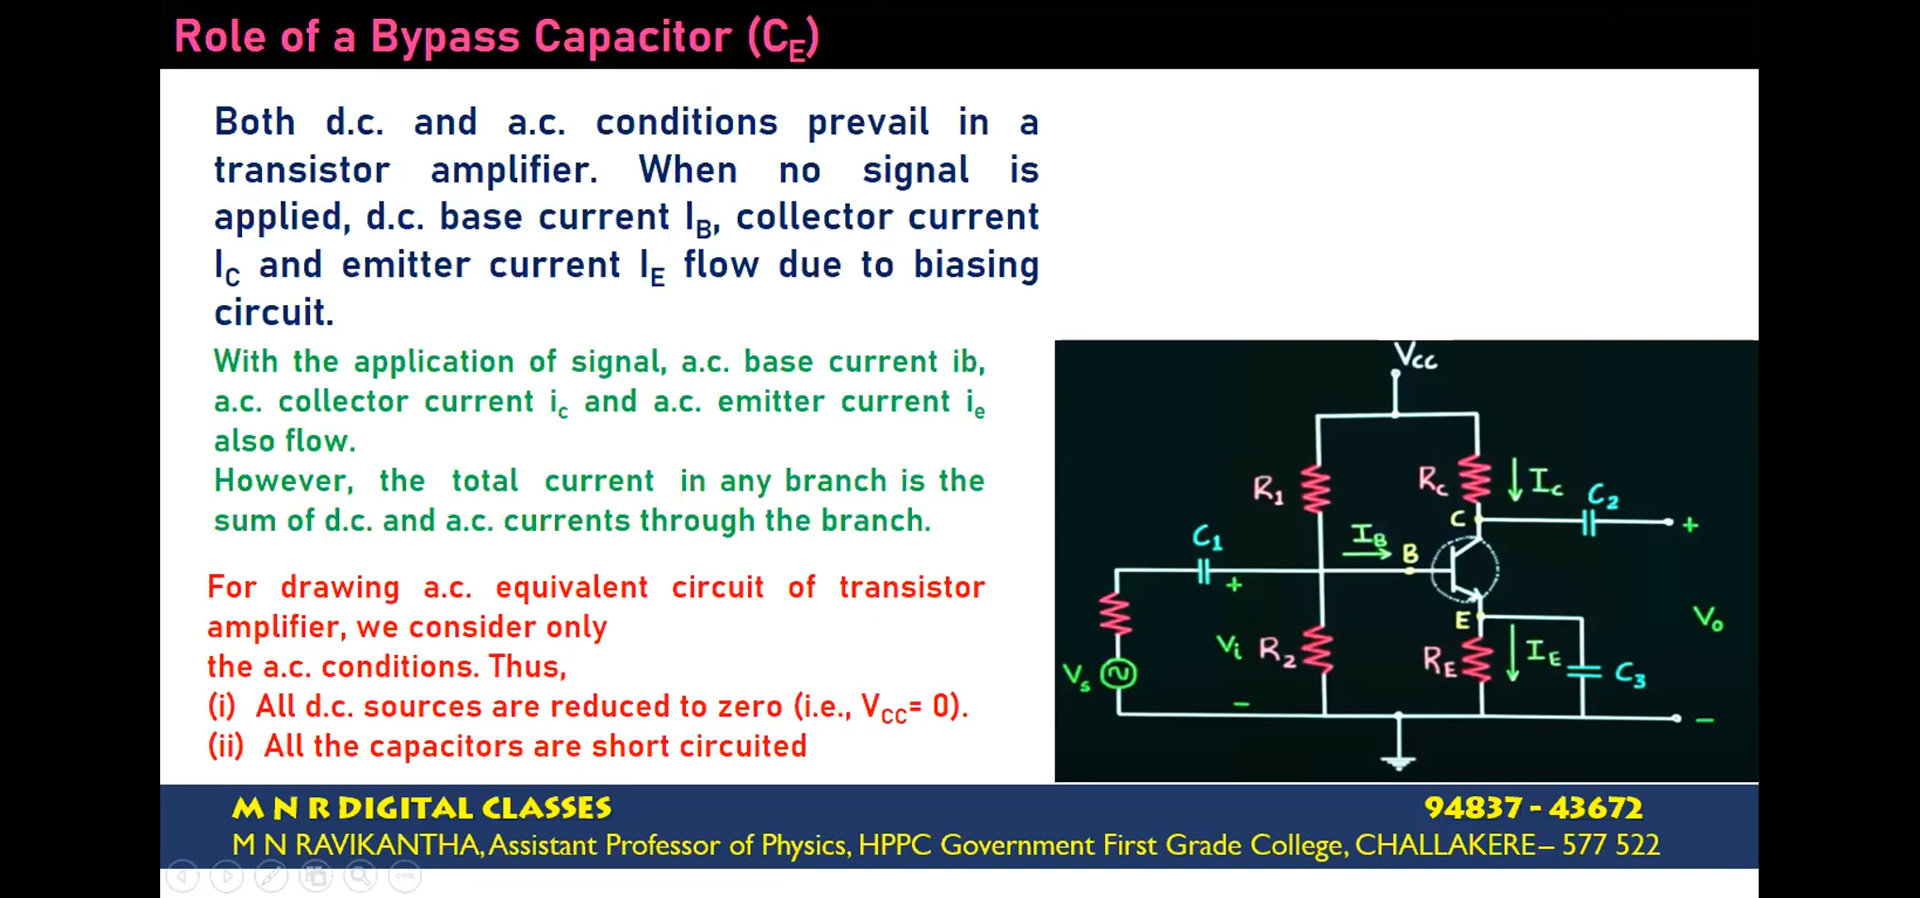 Role of a Bypass Capacitor (CE)
Both d.c. and a.c. conditions prevail in a
transistor amplifier. When no signal is
applied, d.c. base current IB, collector current
IC and emitter current IE flow due to biasing
circuit.
With the application of signal, a.c. base current ib,
a.c. collector current ic and a.c. emitter current ie
also flow.
However, the total current in any branch is the
sum of d.c. and a.c. currents through the branch.
For drawing a.c. equivalent circuit of transistor
amplifier, we consider only
the a.c. conditions. Thus,
(i) All d.c. sources are reduced to zero (i.e., VCC= 0).
(ii) All the capacitors are short circuited
Vcc
R1
Rc
Ic
C2
C
+
C1
IB
B
+
E
Vo
Vi
R2
RE
IE
C3
Vs
-
-
M N R DIGITAL CLASSES
94837 - 43672
M N RAVIKANTHA, Assistant Professor of Physics, HPPC Government First Grade College, CHALLAKERE– 577 522